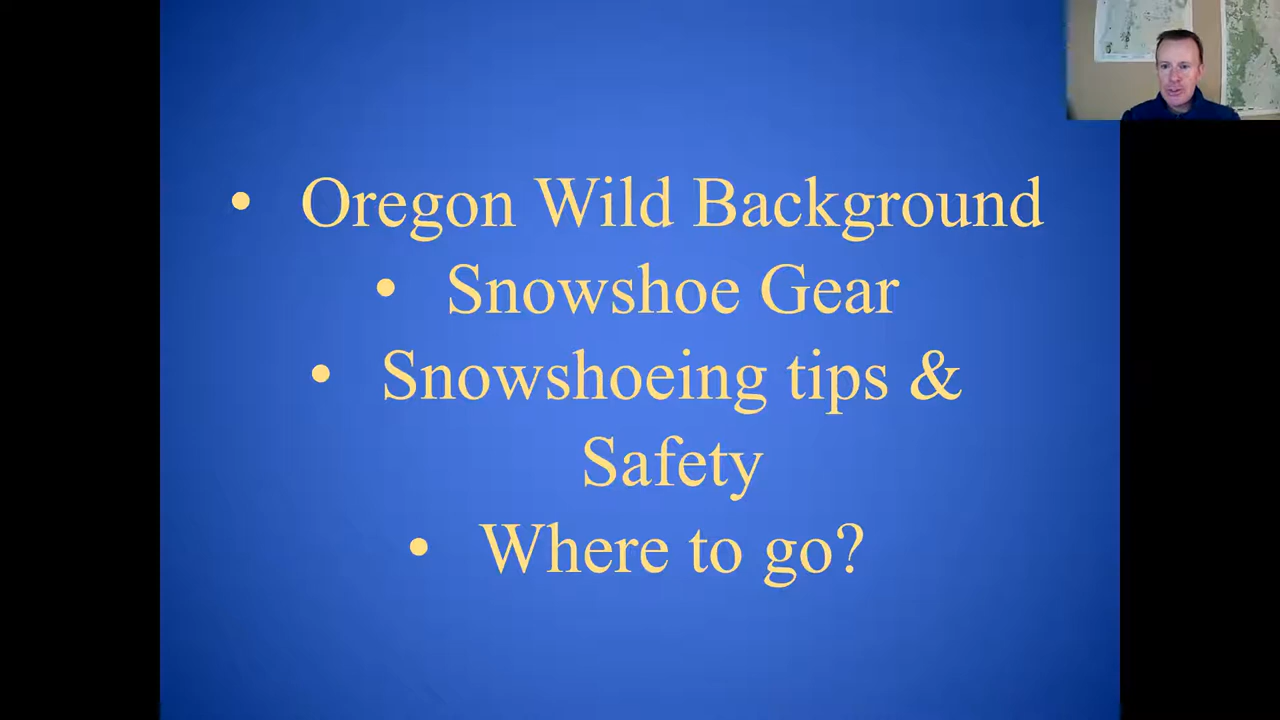 • Oregon Wild Background
• Snowshoe Gear
• Snowshoeing tips &
Safety
• Where to go?